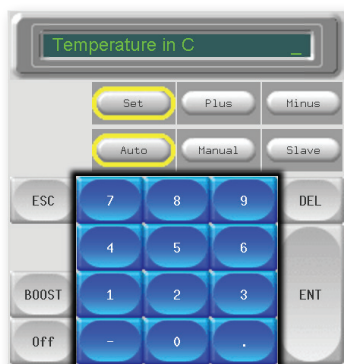 Temperature in C _
Set Plus Minus
Auto Manual Slave
ESC 7 8 9 DEL
4 5 6
BOOST 1 2 3 ENT
Off - 0 .